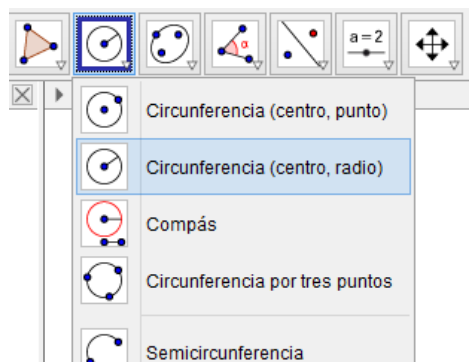 α
a = 2
Circunferencia (centro, punto)
Circunferencia (centro, radio)
Compás
Circunferencia por tres puntos
Semicircunferencia